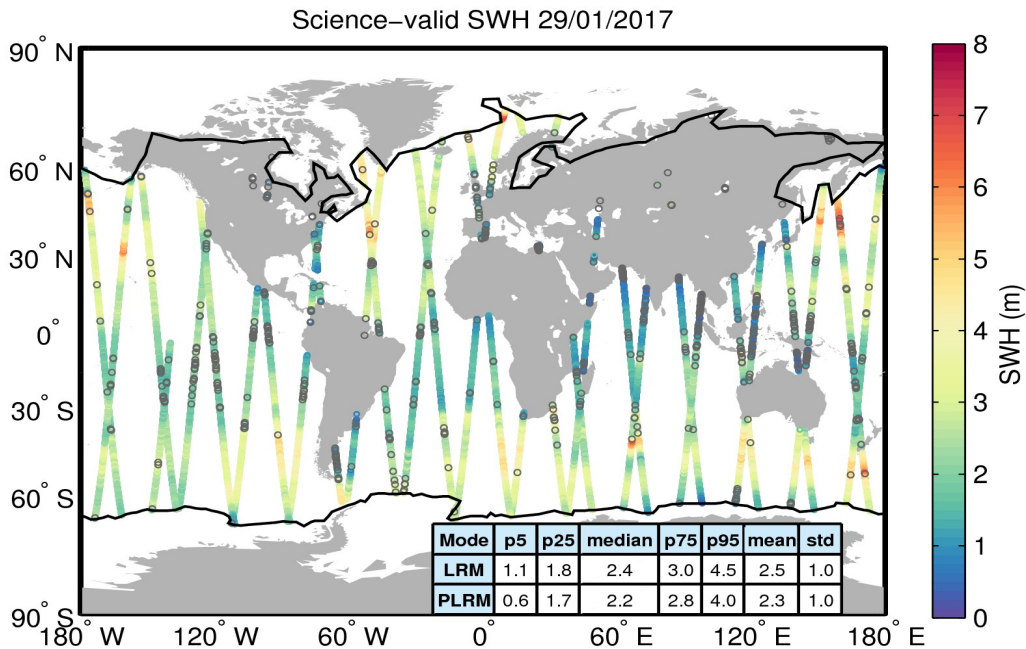 Science−valid SWH 29/01/2017
90° N
60° N
30° N
0°
30° S
60° S
90° S
180° W
120° W
60° W
0°
60° E
120° E
180° E
8
7
6
5
4
3
2
1
0
SWH (m)
Mode p5 p25 median p75 p95 mean std
LRM 1.1 1.8 2.4 3.0 4.5 2.5 1.0
PLRM 0.6 1.7 2.2 2.8 4.0 2.3 1.0